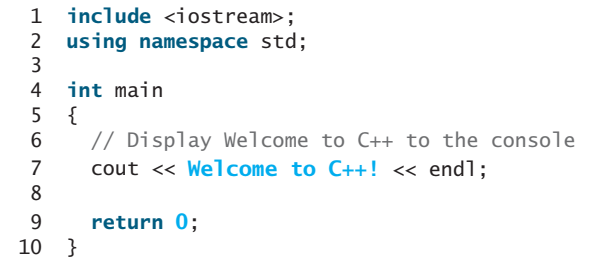 1 include <iostream>;
2 using namespace std;
3
4 int main
5 {
6 // Display Welcome to C++ to the console
7 cout << Welcome to C++! << endl;
8
9 return 0;
10 }